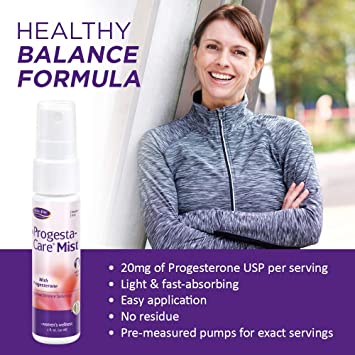 HEALTHY
BALANCE
FORMULA
Progesta-
Care Mist
With
Progesterone
women's wellness
• 20mg of Progesterone USP per serving
• Light & fast-absorbing
• Easy application
• No residue
• Pre-measured pumps for exact servings